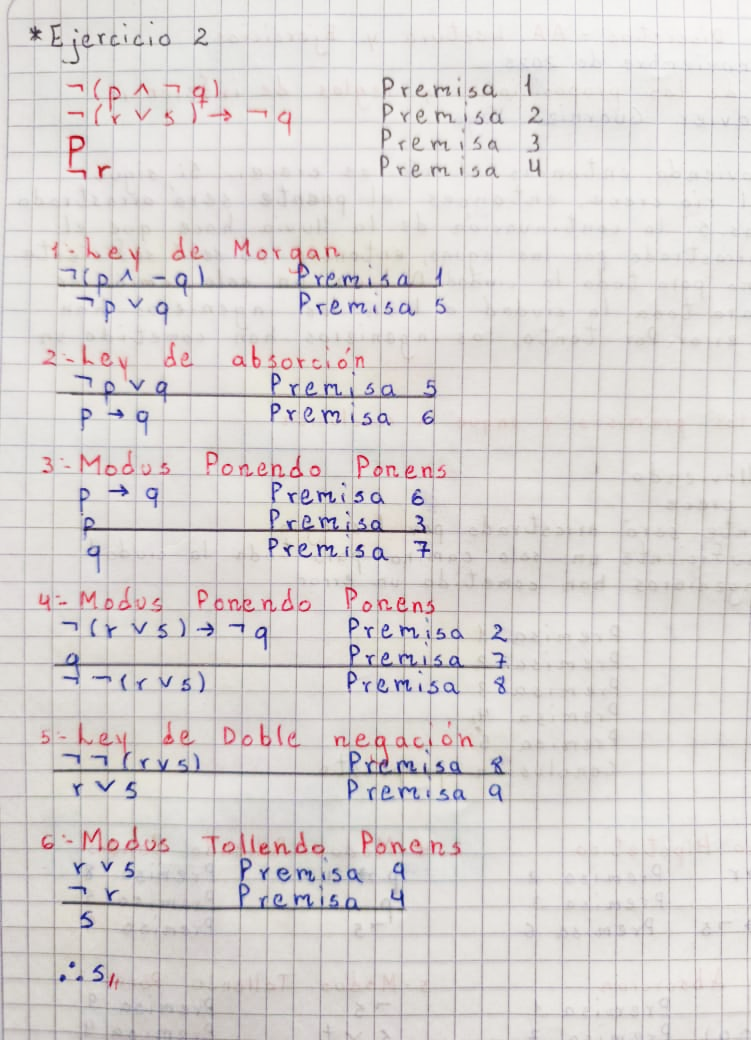 *Ejercicio 2
¬(p ∧ ¬q) Premisa 1
¬(r ∨ s) → ¬q Premisa 2
P Premisa 3
¬r Premisa 4
1-Ley de Morgan
¬(p ∧ -q) Premisa 1
¬p ∨ q Premisa 5
2-Ley de absorción
¬p ∨ q Premisa 5
p → q Premisa 6
3-Modus Ponendo Ponens
p → q Premisa 6
p Premisa 3
q Premisa 7
4-Modus Ponendo Ponens
¬(r ∨ s) → ¬q Premisa 2
q Premisa 7
¬¬(r ∨ s) Premisa 8
5-Ley de Doble negación
¬¬(r ∨ s) Premisa 8
r ∨ s Premisa 9
6-Modus Tollendo Ponens
r ∨ s Premisa 9
¬r Premisa 4
s
∴ s,,